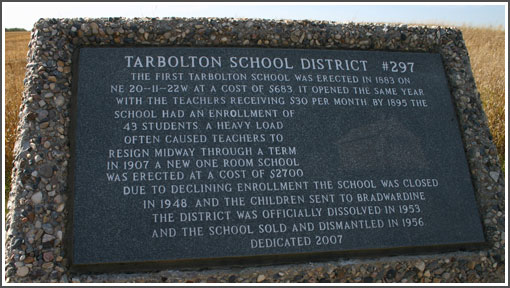 TARBOLTON SCHOOL DISTRICT #297
THE FIRST TARBOLTON SCHOOL WAS ERECTED IN 1883 ON
NE 20-11-22W AT A COST OF $683. IT OPENED THE SAME YEAR
WITH THE TEACHERS RECEIVING $30 PER MONTH BY 1895 THE
SCHOOL HAD AN ENROLLMENT OF
43 STUDENTS A HEAVY LOAD
OFTEN CAUSED TEACHERS TO
RESIGN MIDWAY THROUGH A TERM
IN 1907 A NEW ONE ROOM SCHOOL
WAS ERECTED AT A COST OF $2700
DUE TO DECLINING ENROLLMENT THE SCHOOL WAS CLOSED
IN 1948 AND THE CHILDREN SENT TO BRADWARDINE
THE DISTRICT WAS OFFICIALLY DISSOLVED IN 1953
AND THE SCHOOL SOLD AND DISMANTLED IN 1956
DEDICATED 2007